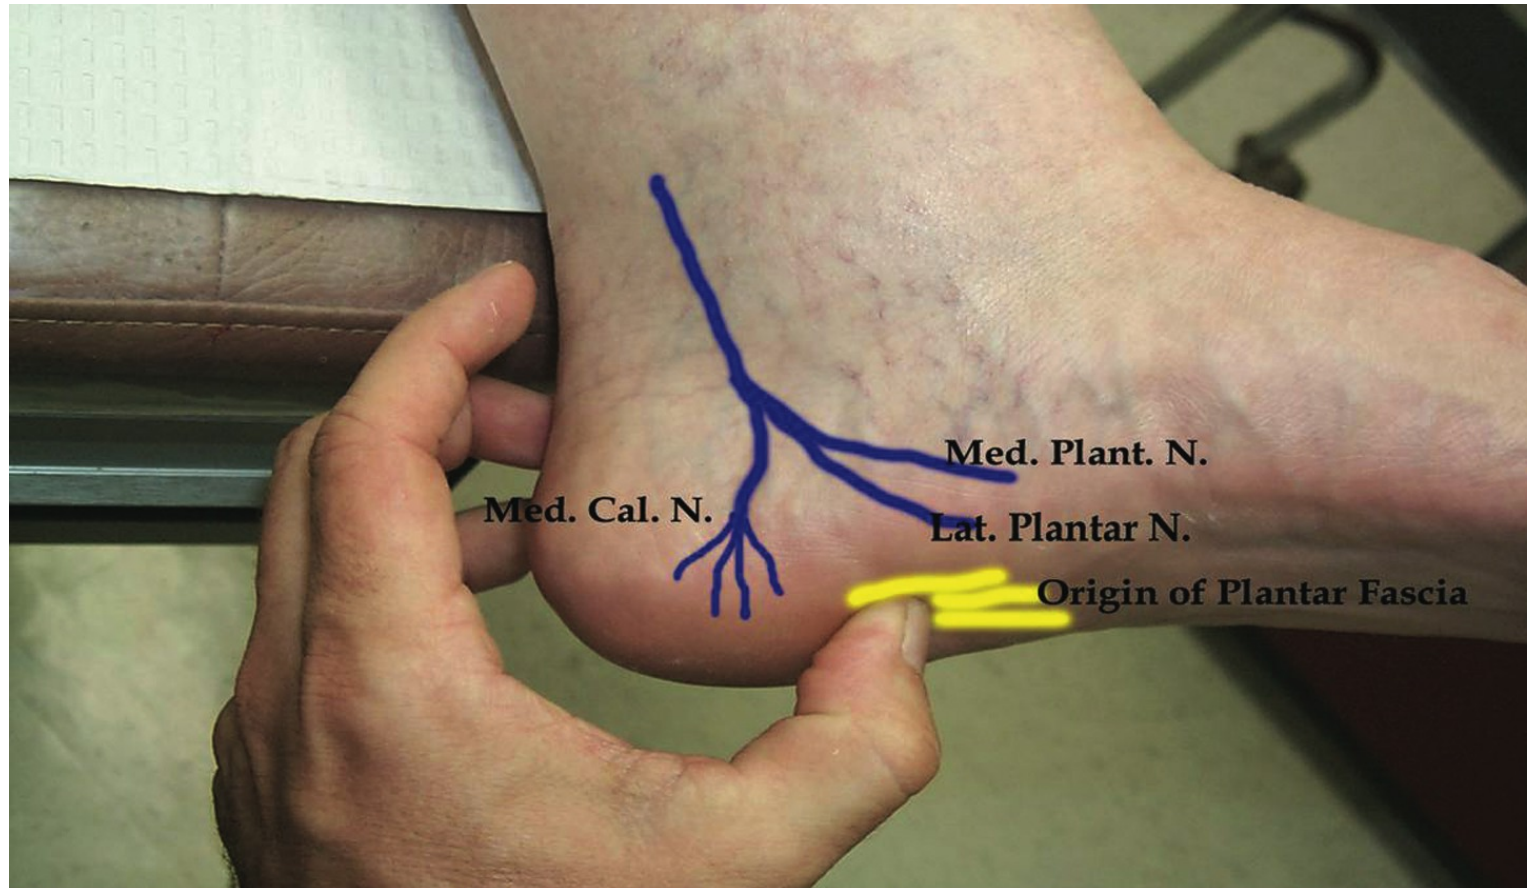 Med. Plant. N.
Med. Cal. N.
Lat. Plantar N.
Origin of Plantar Fascia